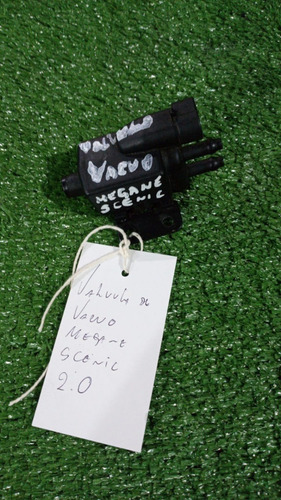 VALVULA
VACUO
MEGANE
SCENIC
VALVULA DE
VACUO
MEGANE
SCENIC
2.0